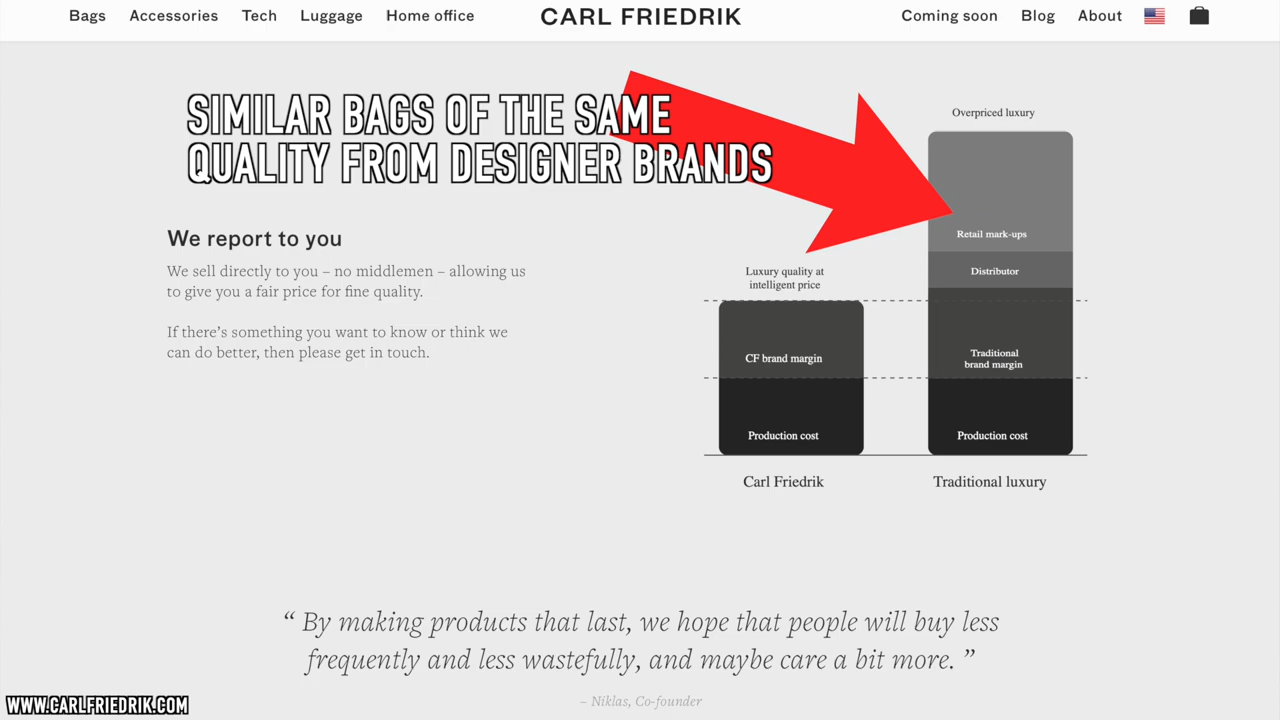 Bags Accessories Tech Luggage Home office CARL FRIEDRIK Coming soon Blog About
SIMILAR BAGS OF THE SAME
QUALITY FROM DESIGNER BRANDS
We report to you
We sell directly to you – no middlemen – allowing us
to give you a fair price for fine quality.
If there’s something you want to know or think we
can do better, then please get in touch.
Overpriced luxury
Retail mark-ups
Distributor
Luxury quality at
intelligent price
CF brand margin
Traditional
brand margin
Production cost
Production cost
Carl Friedrik
Traditional luxury
“ By making products that last, we hope that people will buy less
frequently and less wastefully, and maybe care a bit more. ”
– Niklas, Co-founder
WWW.CARLFRIEDRIK.COM